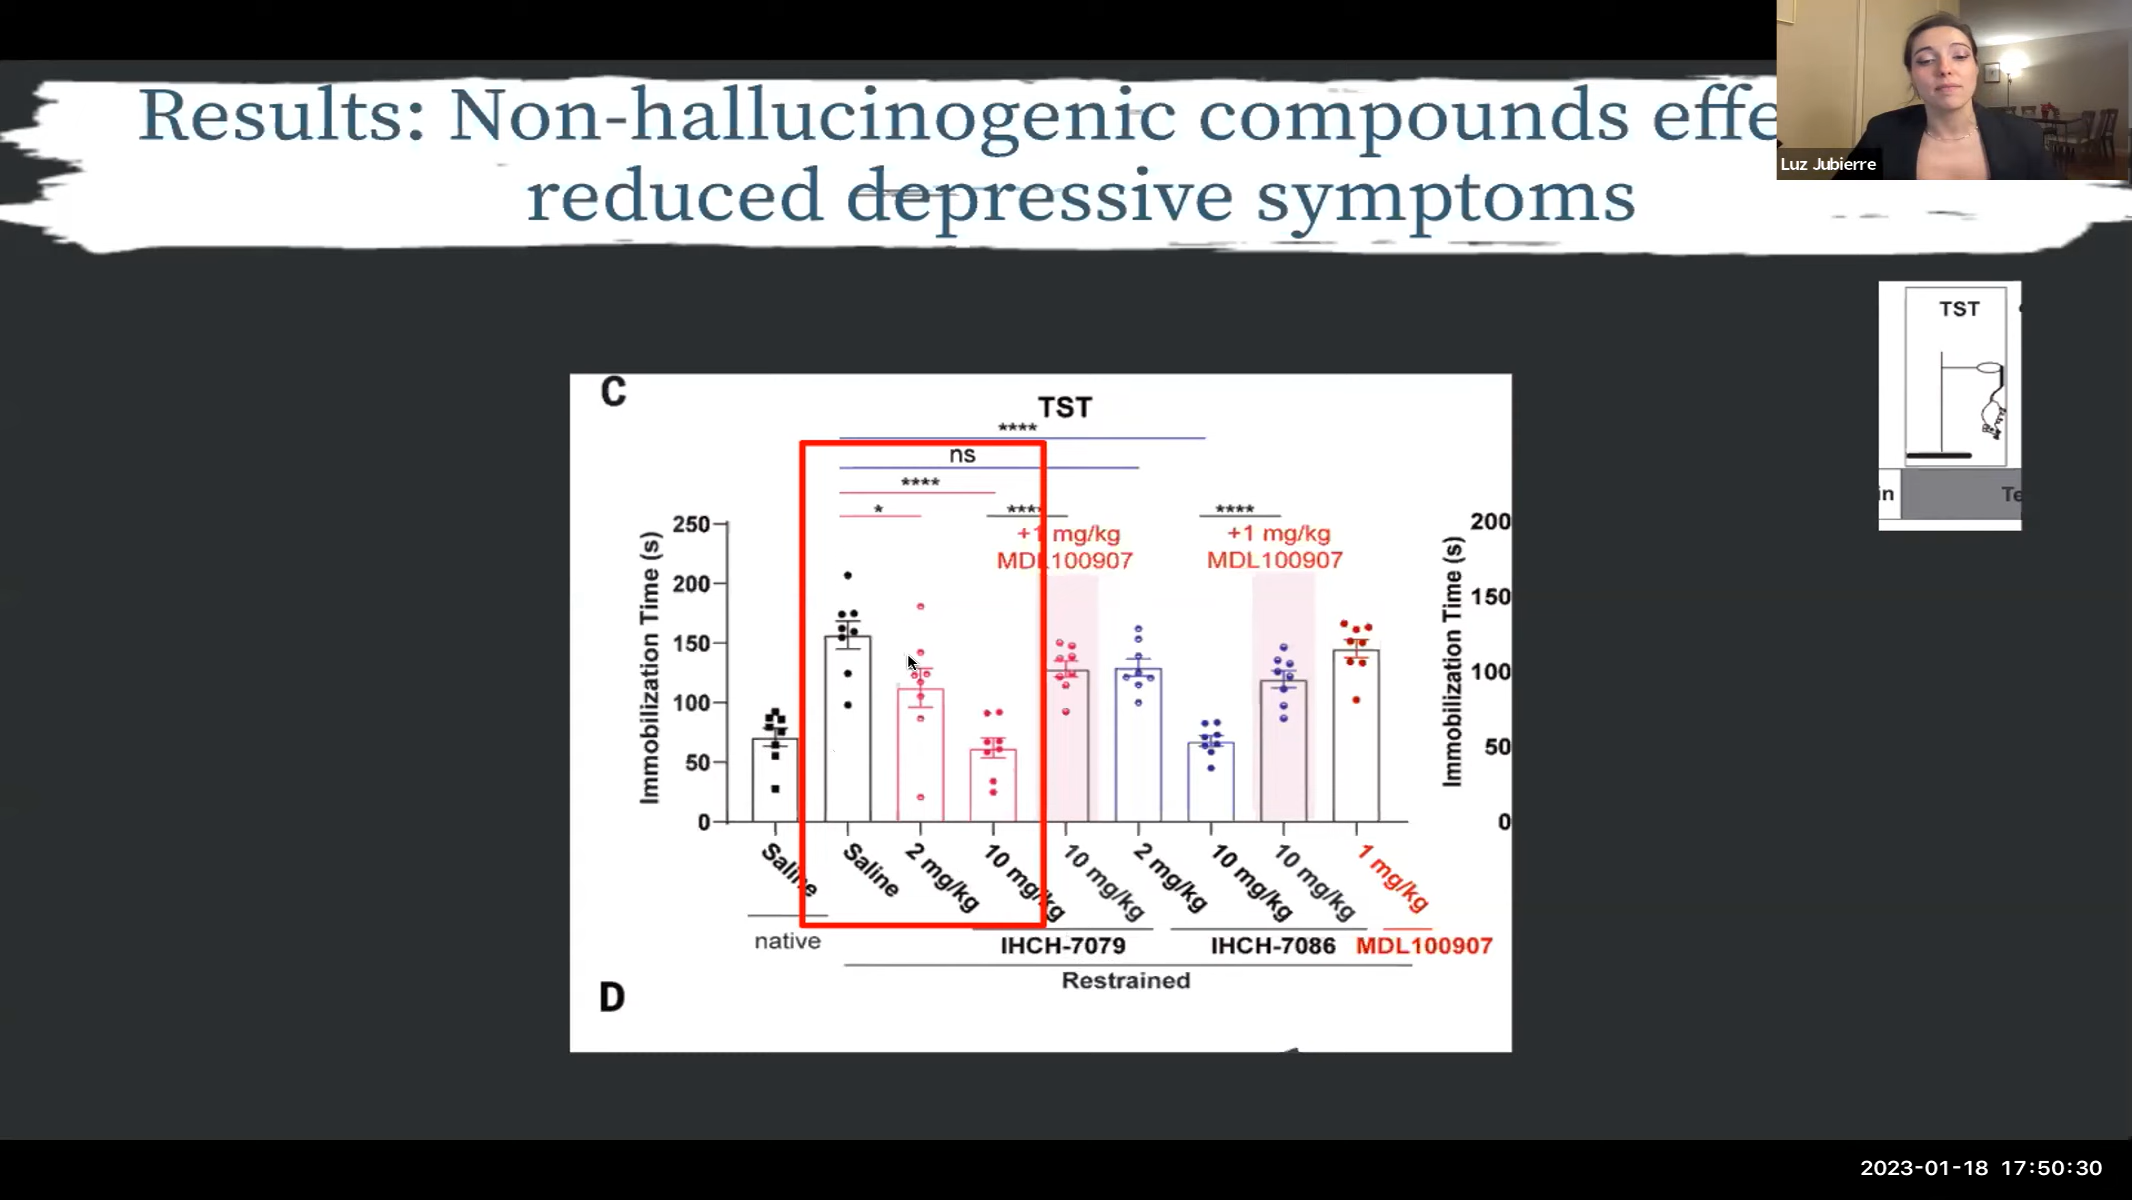 Results: Non-hallucinogenic compounds effe
reduced depressive symptoms
Luz Jubierre
TST
in
Te
C
TST
****
ns
****
*
****
****
+1 mg/kg
MDL100907
+1 mg/kg
MDL100907
Immobilization Time (s)
250
200
150
100
50
0
Immobilization Time (s)
200
150
100
50
0
Saline
Saline
2 mg/kg
10 mg/kg
10 mg/kg
2 mg/kg
10 mg/kg
10 mg/kg
1 mg/kg
native
IHCH-7079
IHCH-7086
MDL100907
Restrained
D
2023-01-18 17:50:30